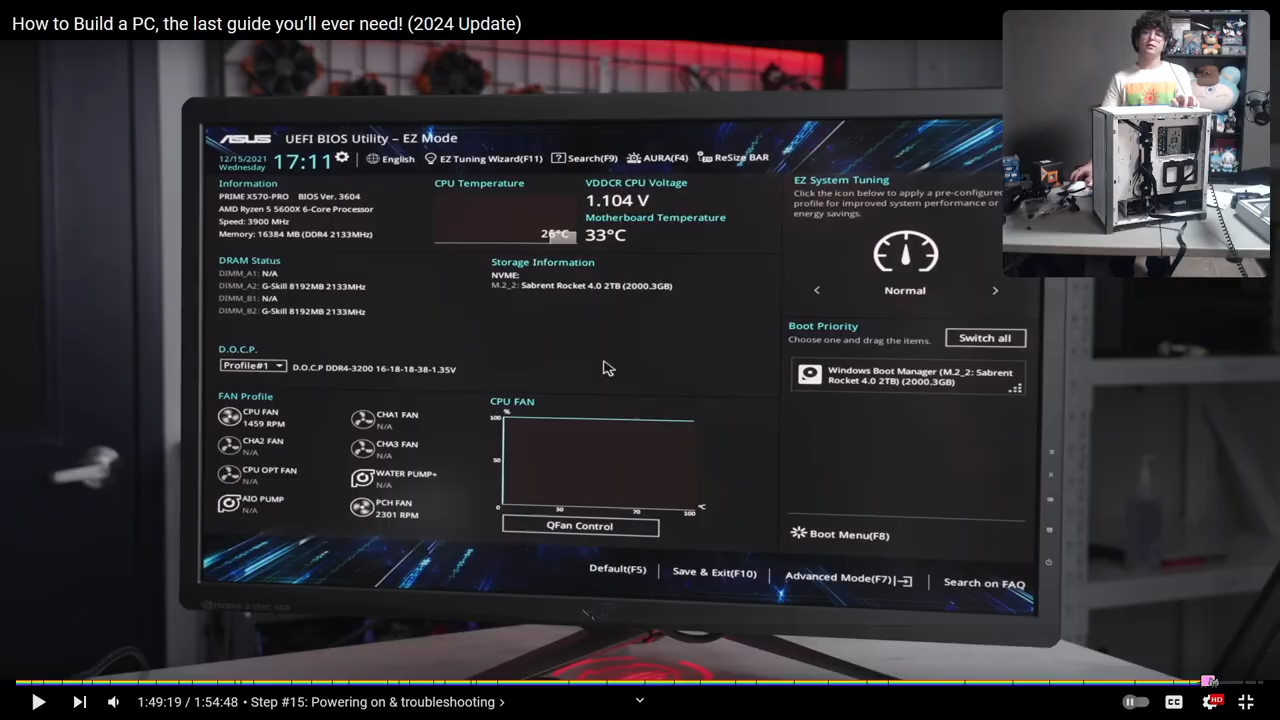 How to Build a PC, the last guide you’ll ever need! (2024 Update)
ASUS UEFI BIOS Utility – EZ Mode
12/15/2021
Wednesday
17:11
English
EZ Tuning Wizard(F11)
Search(F9)
AURA(F4)
ReSize BAR
Information
PRIME X570-PRO BIOS Ver. 3604
AMD Ryzen 5 5600X 6-Core Processor
Speed: 3900 MHz
Memory: 16384 MB (DDR4 2133MHz)
CPU Temperature
26°C
VDDCR CPU Voltage
1.104 V
Motherboard Temperature
33°C
EZ System Tuning
Click the icon below to apply a pre-configured
profile for improved system performance or
energy savings.
Normal
DRAM Status
DIMM_A1: N/A
DIMM_A2: G-Skill 8192MB 2133MHz
DIMM_B1: N/A
DIMM_B2: G-Skill 8192MB 2133MHz
Storage Information
NVME:
M.2_2: Sabrent Rocket 4.0 2TB (2000.3GB)
D.O.C.P.
Profile#1
D.O.C.P DDR4-3200 16-18-18-38-1.35V
Boot Priority
Choose one and drag the items.
Switch all
Windows Boot Manager (M.2_2: Sabrent
Rocket 4.0 2TB) (2000.3GB)
FAN Profile
CPU FAN
1459 RPM
CHA1 FAN
N/A
CHA2 FAN
N/A
CHA3 FAN
N/A
CPU OPT FAN
N/A
WATER PUMP+
N/A
AIO PUMP
N/A
PCH FAN
2301 RPM
CPU FAN
%
100
50
0
30
70
100
°C
QFan Control
Boot Menu(F8)
Default(F5)
Save & Exit(F10)
Advanced Mode(F7)
Search on FAQ
NVIDIA G-SYNC HDR
1:49:19 / 1:54:48 • Step #15: Powering on & troubleshooting
CC
HD